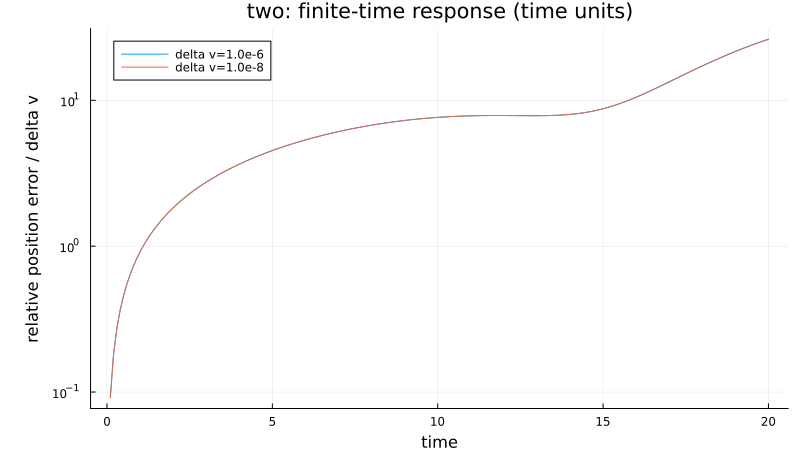 two: finite-time response (time units)
delta v=1.0e-6
delta v=1.0e-8
relative position error / delta v
10^1
10^0
10^-1
0 5 10 15 20
time